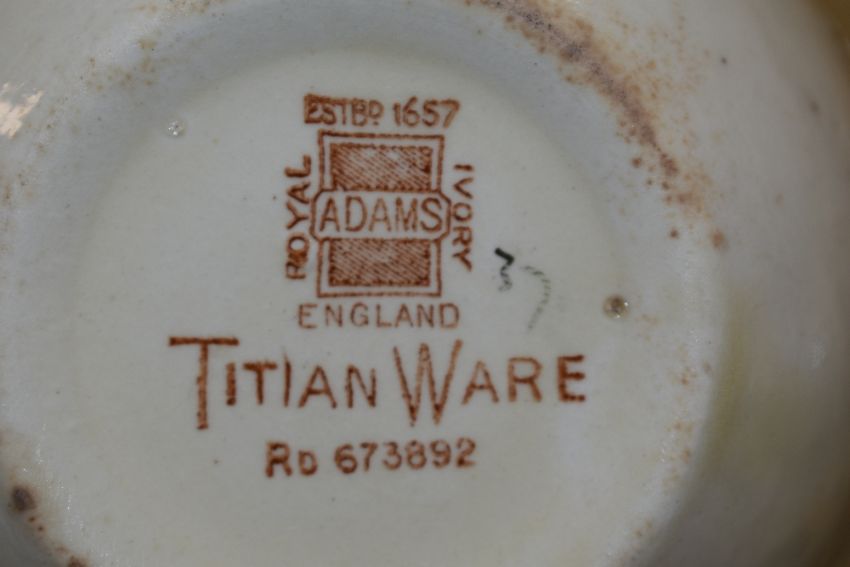 ESTBD 1657
ROYAL
ADAMS
IVORY
ENGLAND
TITIAN WARE
RD 673892